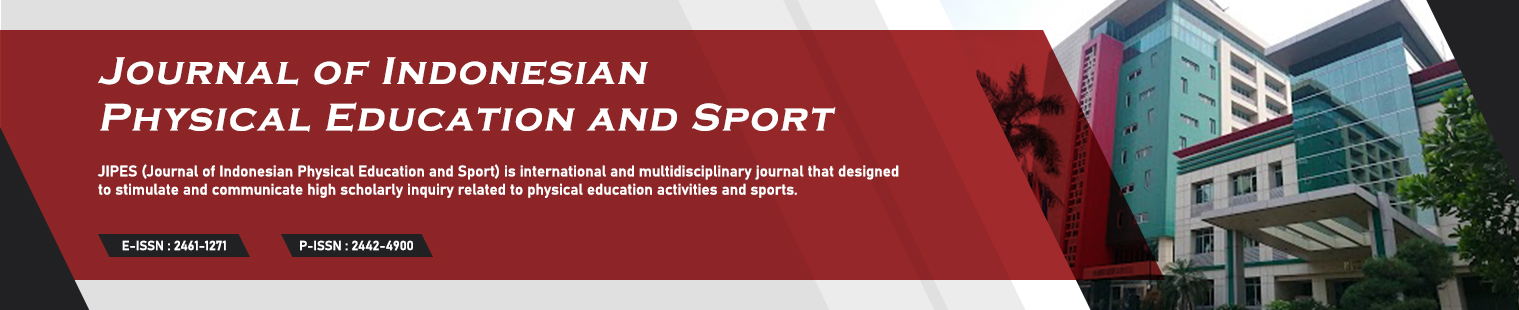 JOURNAL OF INDONESIAN
PHYSICAL EDUCATION AND SPORT
JIPES (Journal of Indonesian Physical Education and Sport) is international and multidisciplinary journal that designed
to stimulate and communicate high scholarly inquiry related to physical education activities and sports.
E-ISSN : 2461-1271
P-ISSN : 2442-4900